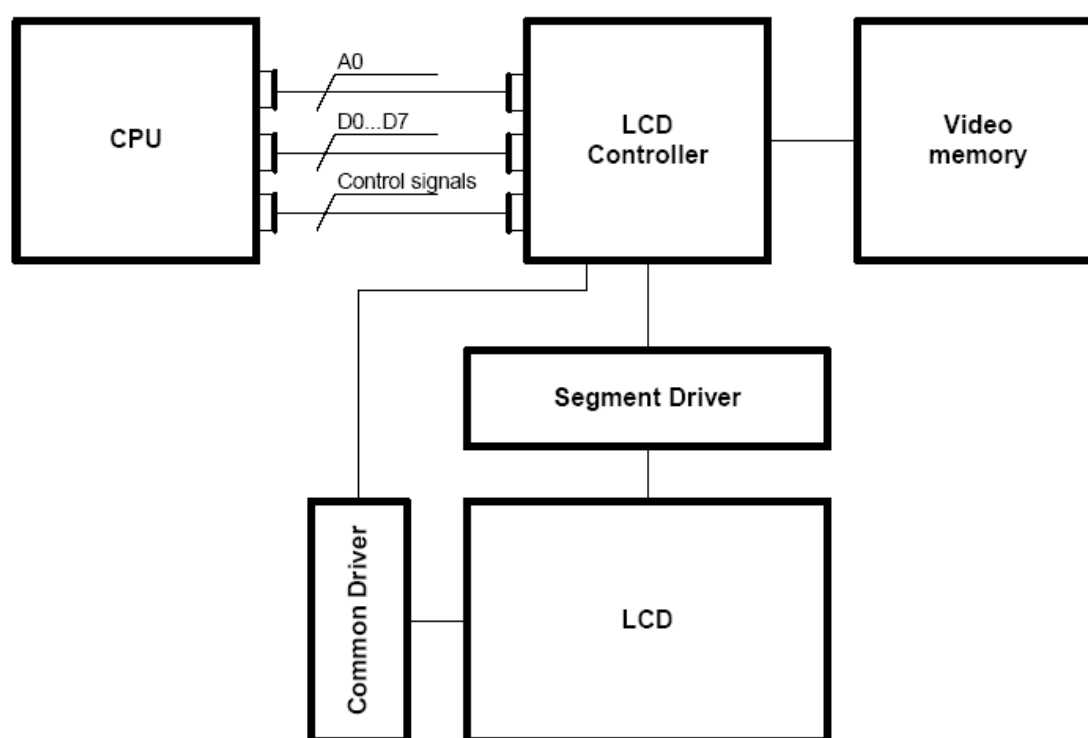 A0
D0...D7
Control signals
CPU
LCD
Controller
Video
memory
Segment Driver
Common Driver
LCD